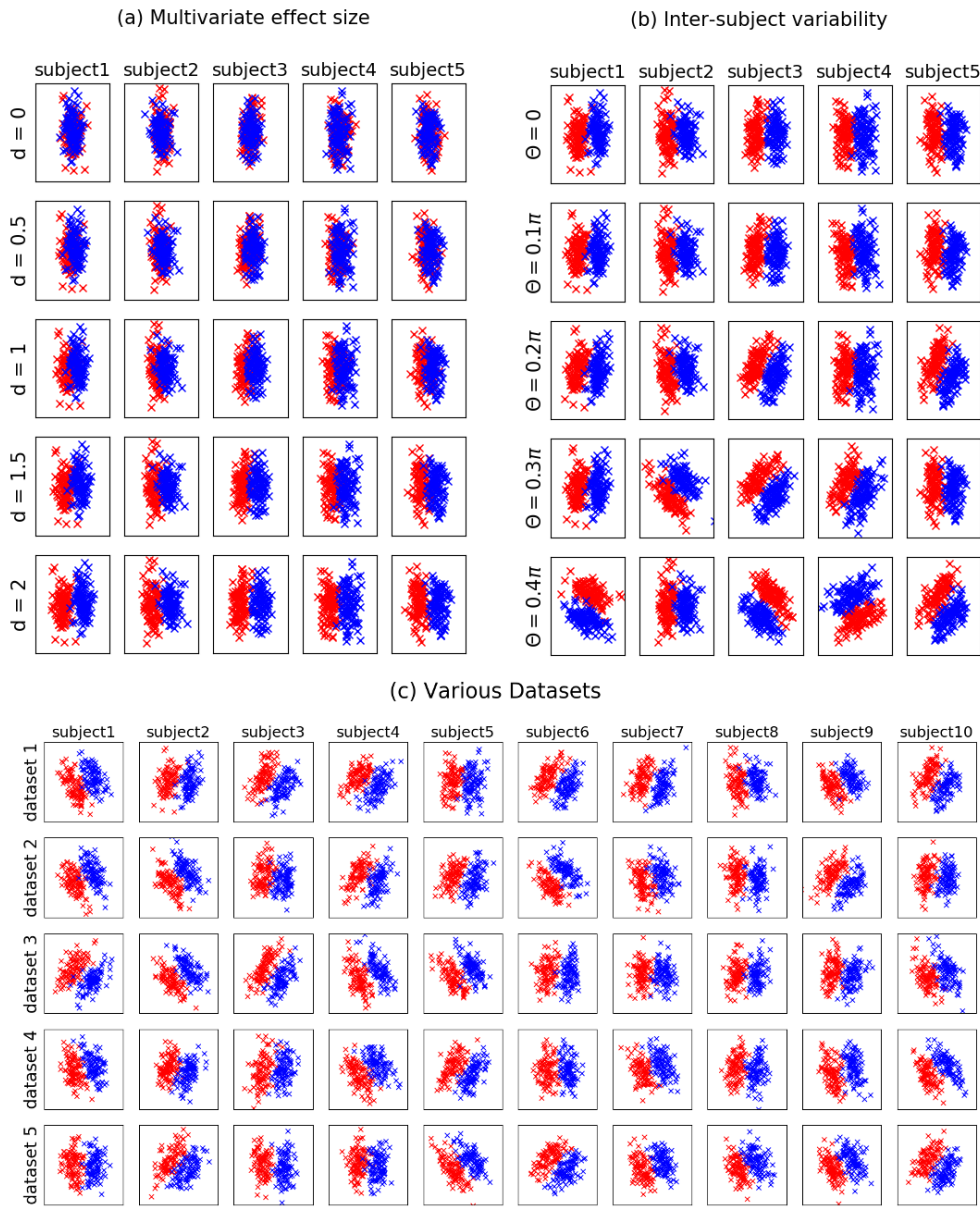 (a) Multivariate effect size
subject1 subject2 subject3 subject4 subject5
d = 0
d = 0.5
d = 1
d = 1.5
d = 2
(b) Inter-subject variability
subject1 subject2 subject3 subject4 subject5
Θ = 0
Θ = 0.1π
Θ = 0.2π
Θ = 0.3π
Θ = 0.4π
(c) Various Datasets
subject1 subject2 subject3 subject4 subject5 subject6 subject7 subject8 subject9 subject10
dataset 1
dataset 2
dataset 3
dataset 4
dataset 5